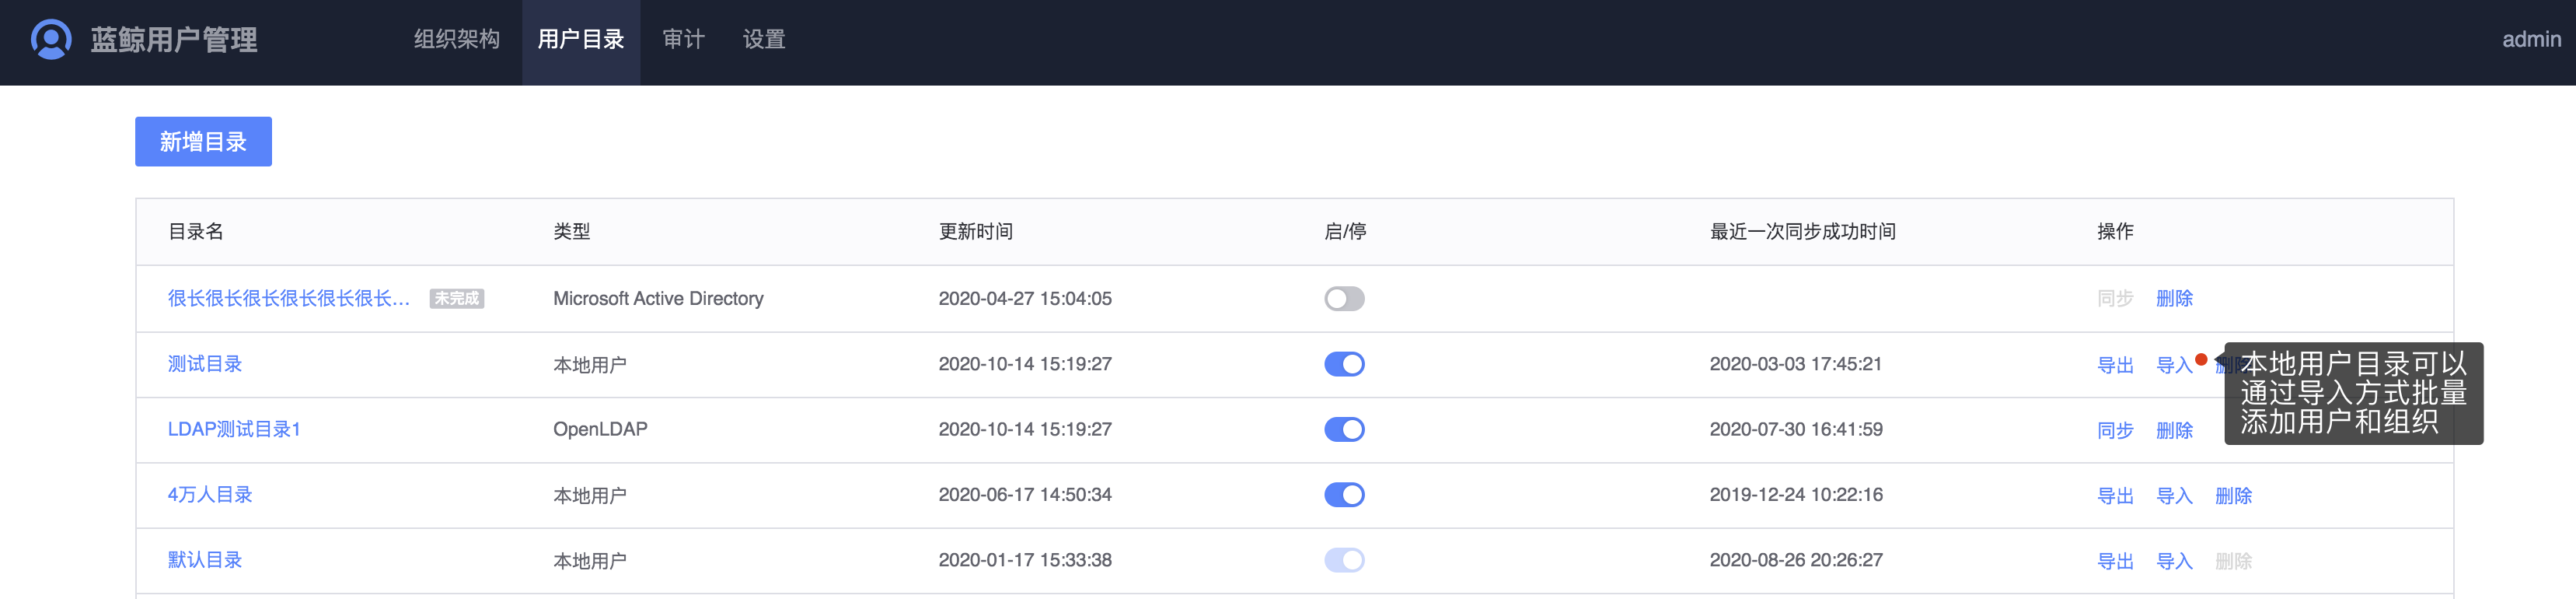 蓝鲸用户管理 组织架构 用户目录 审计 设置 admin
新增目录
目录名 类型 更新时间 启/停 最近一次同步成功时间 操作
很长很长很长很长很长很长... 未完成 Microsoft Active Directory 2020-04-27 15:04:05 同步 删除
测试目录 本地用户 2020-10-14 15:19:27 2020-03-03 17:45:21 导出 导入 删除
本地用户目录可以
通过导入方式批量
添加用户和组织
LDAP测试目录1 OpenLDAP 2020-10-14 15:19:27 2020-07-30 16:41:59 同步 删除
4万人目录 本地用户 2020-06-17 14:50:34 2019-12-24 10:22:16 导出 导入 删除
默认目录 本地用户 2020-01-17 15:33:38 2020-08-26 20:26:27 导出 导入 删除